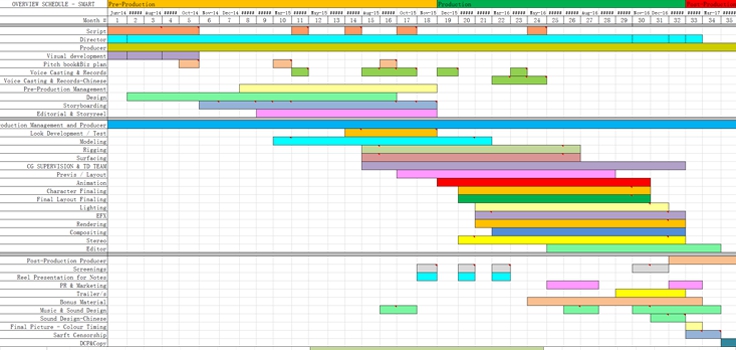 OVERVIEW SCHEDULE - SMART Pre-Production Production
Jun-14 ##### Aug-14 ##### Oct-14 Nov-14 Dec-14 ##### ##### Mar-15 ##### ##### ##### Aug-15 ##### Oct-15 ##### Nov-15 Dec-15 ##### ##### Mar-16 ##### ##### ##### Aug-16 ##### ##### Nov-16 Dec-16 ##### ##### Mar-17 #####
Month # 1 2 3 4 5 6 7 8 9 10 11 12 13 14 15 16 17 18 19 20 21 22 23 24 25 26 27 28 29 30 31 32 33 34 35
Script
Director
Producer
Visual development
Pitch book&Biz plan
Voice Casting & Records
Voice Casting & Records-Chinese
Pre-Production Management
Design
Storyboarding
Editorial & Storyreel
roduction Management and Producer
Look Development / Test
Modeling
Rigging
Surfacing
CG SUPERVISION & TD TEAM
Previz / Layout
Animation
Character Finaling
Final Layout Finaling
Lighting
EFX
Rendering
Compositing
Stereo
Editor
Post-Production Producer
Screenings
Reel Presentation for Notes
PR & Marketing
Trailer/s
Bonus Material
Music & Sound Design
Sound Design-Chinese
Final Picture - Colour Timing
Sarft Censorship
DCP&Copy